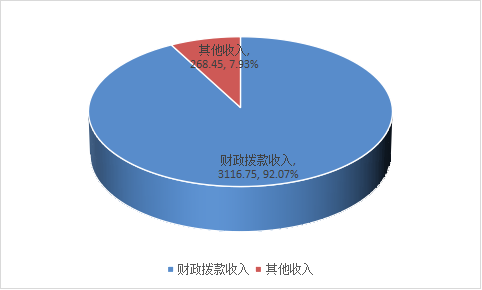 其他收入,
268.45, 7.93%
财政拨款收入,
3116.75, 92.07%
财政拨款收入 其他收入